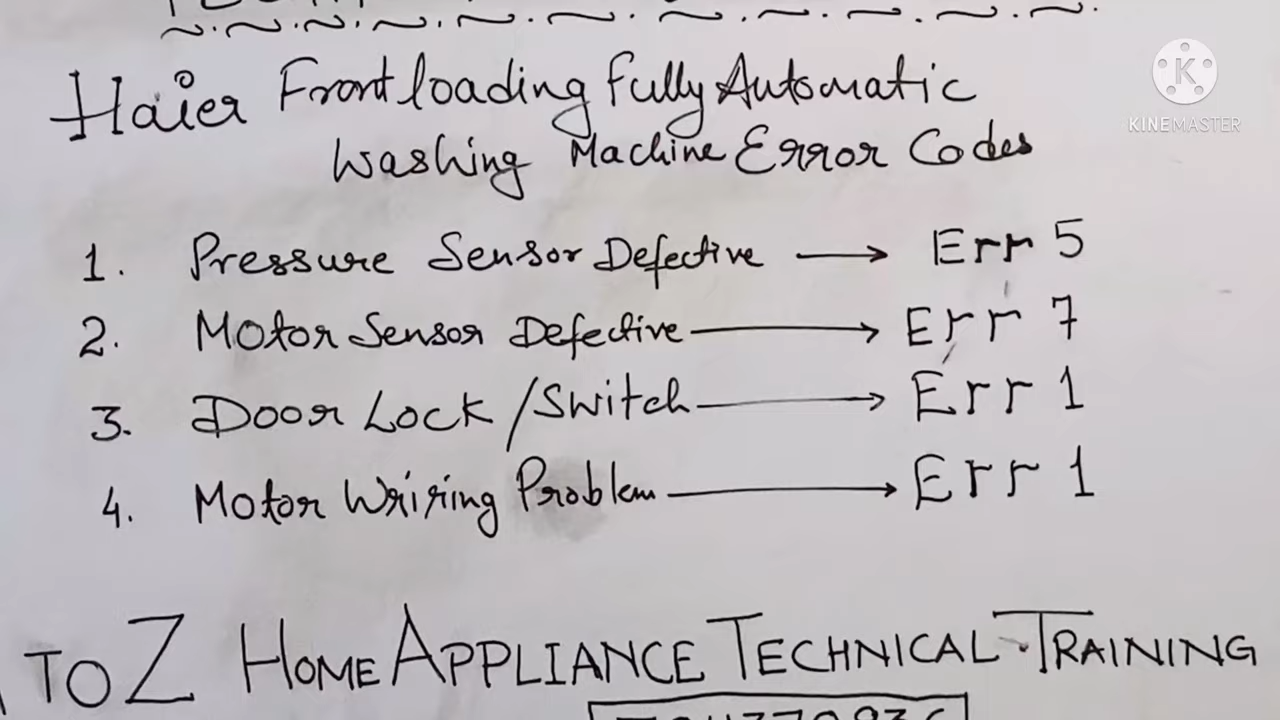 Haier Front loading Fully Automatic
Washing Machine Error Codes
KINEMASTER
1. Pressure Sensor Defective → Err 5
2. Motor Sensor Defective → Err 7
3. Door Lock/Switch → Err 1
4. Motor Wriring Problem → Err 1
TO Z HOME APPLIANCE TECHNICAL TRAINING